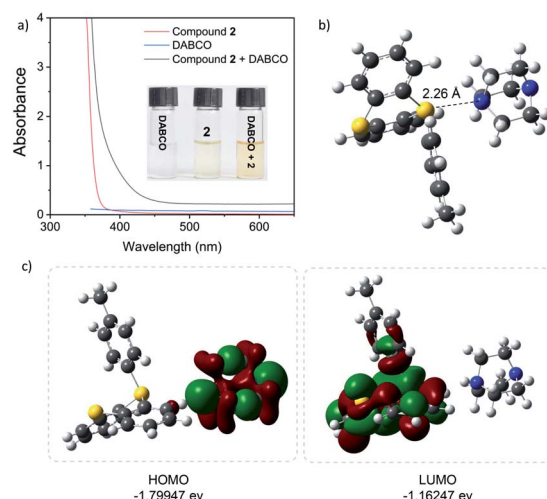 a)
Absorbance
4
3
2
1
0
300
400
500
600
Wavelength (nm)
Compound 2
DABCO
Compound 2 + DABCO
DABCO
2
DABCO + 2
b)
2.26 Å
c)
HOMO
-1.79947 ev
LUMO
-1.16247 ev